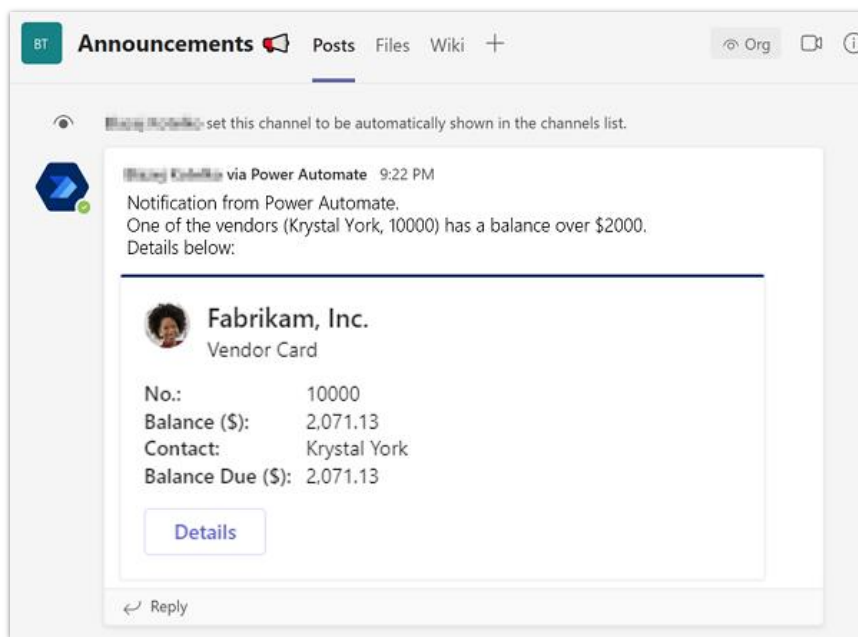 BT
Announcements 📢 Posts Files Wiki + Org
set this channel to be automatically shown in the channels list.
via Power Automate 9:22 PM
Notification from Power Automate.
One of the vendors (Krystal York, 10000) has a balance over $2000.
Details below:
Fabrikam, Inc.
Vendor Card
No.: 10000
Balance ($): 2,071.13
Contact: Krystal York
Balance Due ($): 2,071.13
Details
Reply